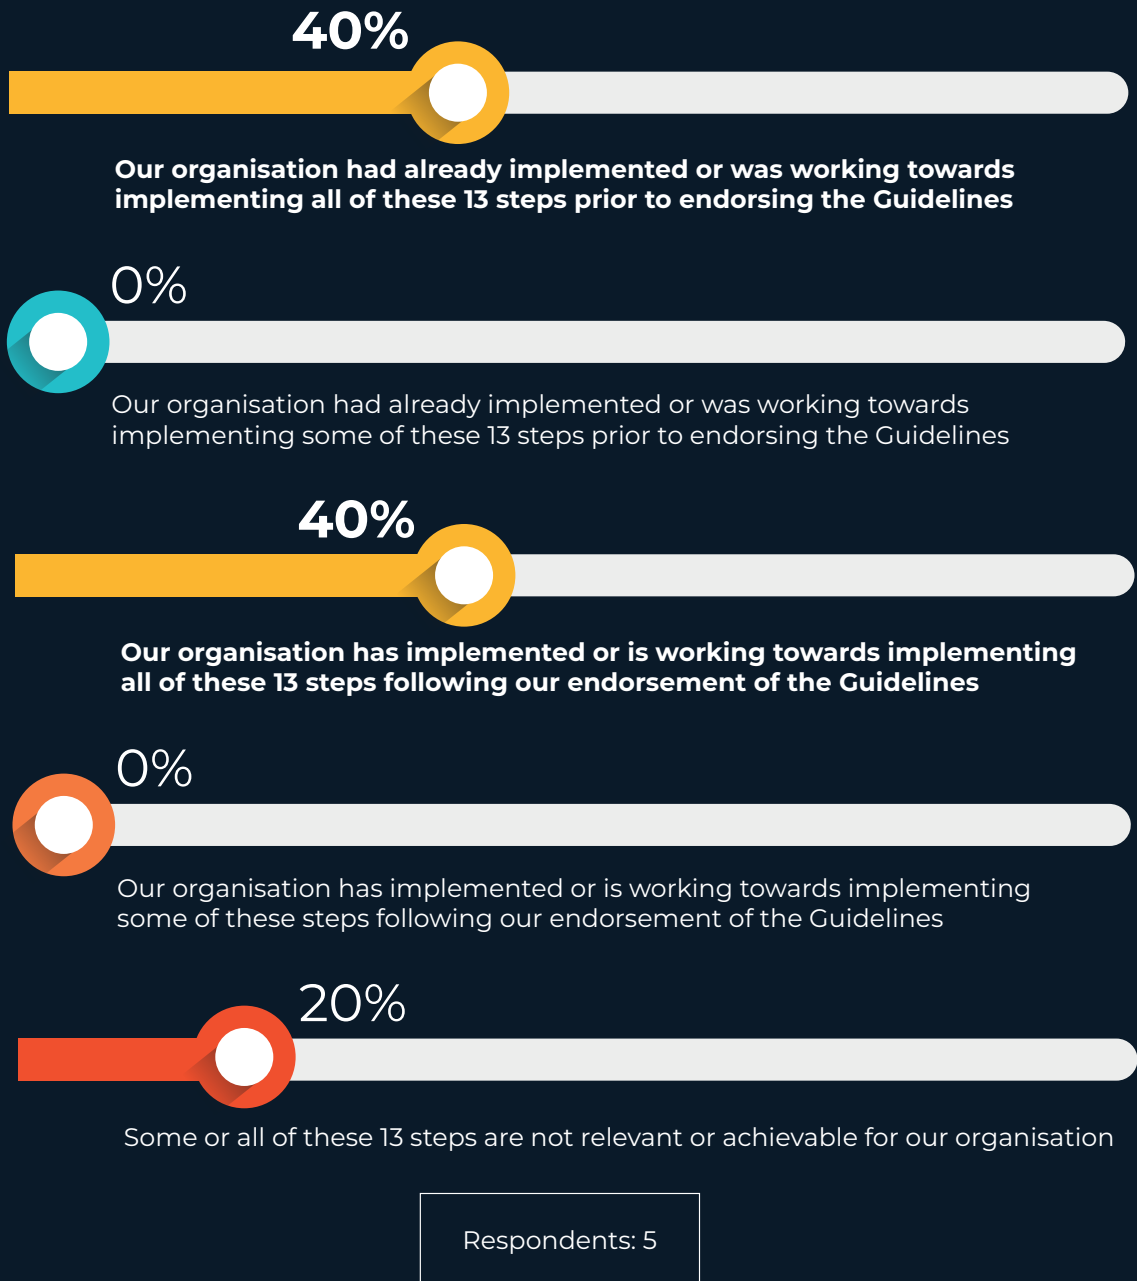 40%
Our organisation had already implemented or was working towards
implementing all of these 13 steps prior to endorsing the Guidelines
0%
Our organisation had already implemented or was working towards
implementing some of these 13 steps prior to endorsing the Guidelines
40%
Our organisation has implemented or is working towards implementing
all of these 13 steps following our endorsement of the Guidelines
0%
Our organisation has implemented or is working towards implementing
some of these steps following our endorsement of the Guidelines
20%
Some or all of these 13 steps are not relevant or achievable for our organisation
Respondents: 5